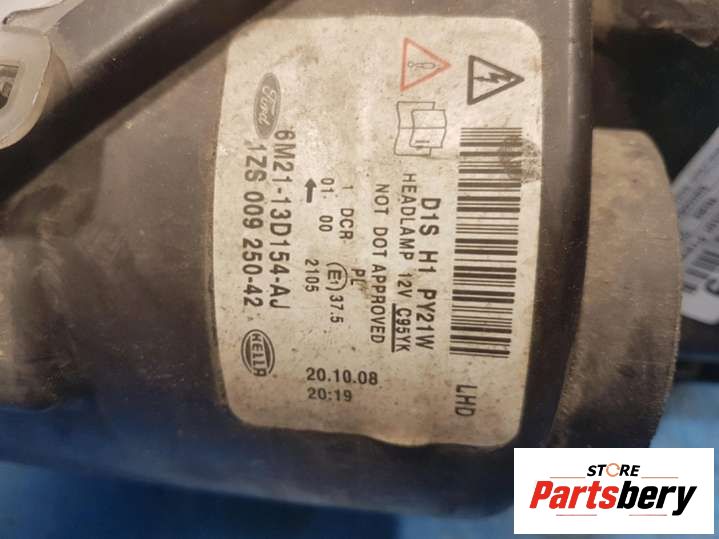 Ford
6M21-13D154-AJ
1ZS 009 250-42
HELLA
1 DCR
01 00
E1 37.5
2105
PL
D1S H1 PY21W
HEADLAMP 12V C95YK
NOT DOT APPROVED
LHD
20.10.08
20:19
STORE
Partsbery